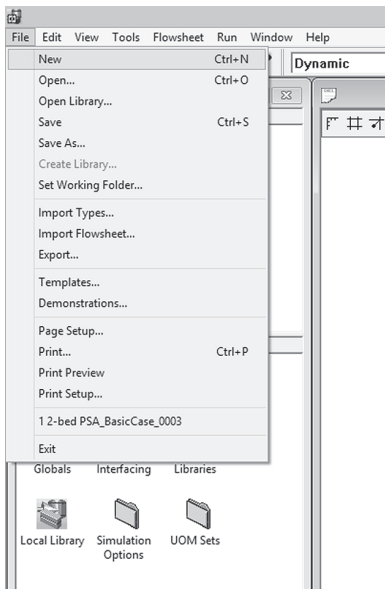 File Edit View Tools Flowsheet Run Window Help
Dynamic
New Ctrl+N
Open... Ctrl+O
Open Library...
Save Ctrl+S
Save As...
Create Library...
Set Working Folder...
Import Types...
Import Flowsheet...
Export...
Templates...
Demonstrations...
Page Setup...
Print... Ctrl+P
Print Preview
Print Setup...
1 2-bed PSA_BasicCase_0003
Exit
Globals Interfacing Libraries
Local Library Simulation Options UOM Sets